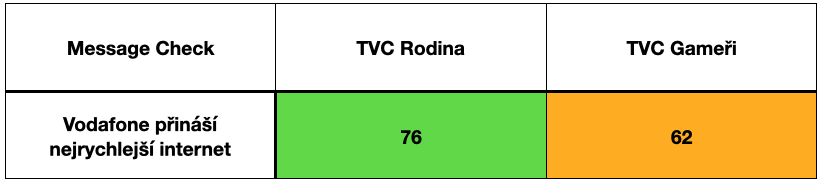 Message Check
TVC Rodina
TVC Gameři
Vodafone přináší
nejrychlejší internet
76
62